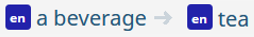 en a beverage → en tea